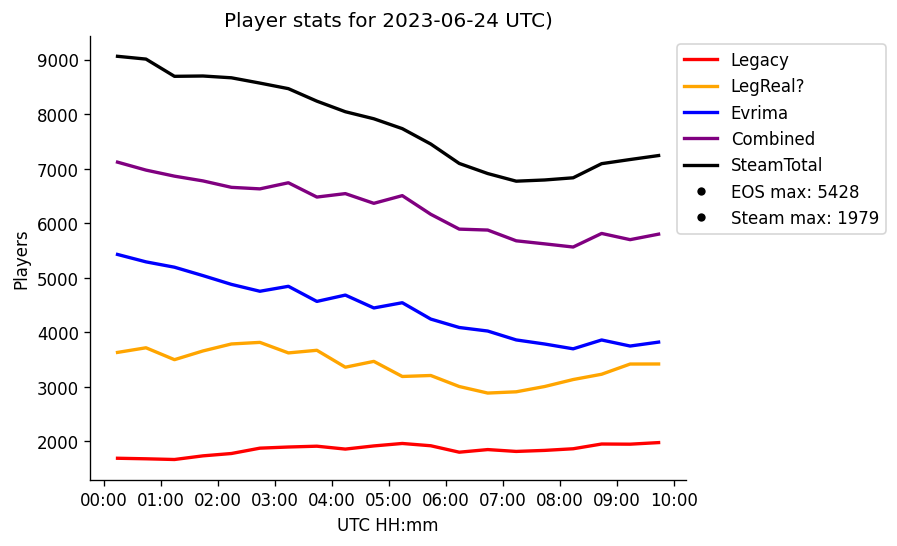 Player stats for 2023-06-24 UTC)
9000
8000
7000
6000
5000
4000
3000
2000
Players
00:00 01:00 02:00 03:00 04:00 05:00 06:00 07:00 08:00 09:00 10:00
UTC HH:mm
Legacy
LegReal?
Evrima
Combined
SteamTotal
EOS max: 5428
Steam max: 1979